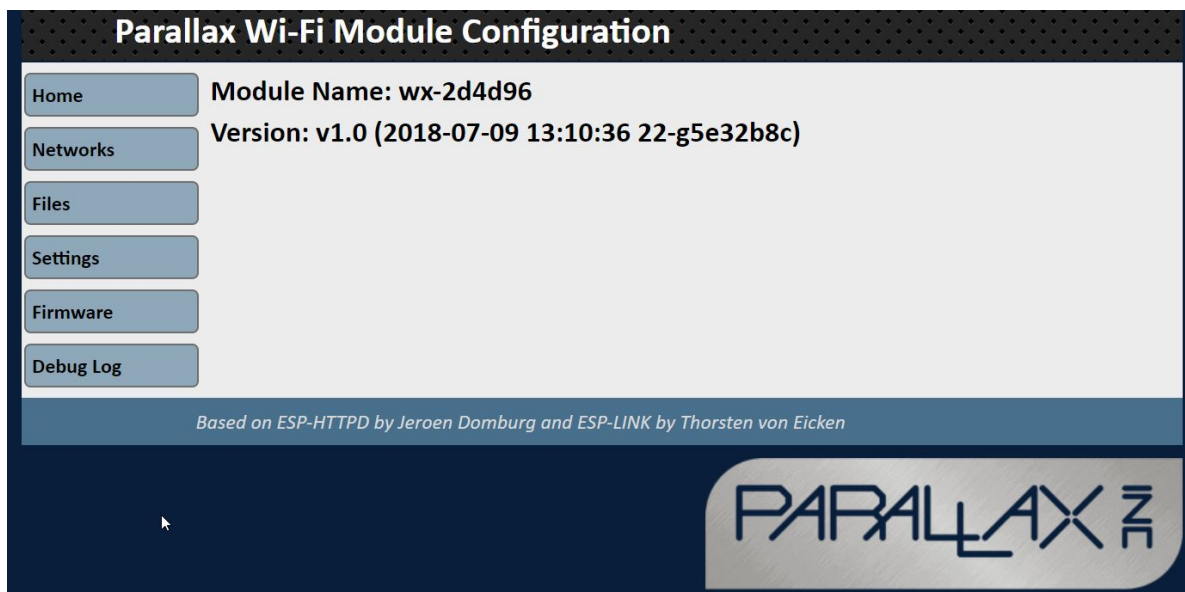 Parallax Wi-Fi Module Configuration
Home
Networks
Files
Settings
Firmware
Debug Log
Module Name: wx-2d4d96
Version: v1.0 (2018-07-09 13:10:36 22-g5e32b8c)
Based on ESP-HTTPD by Jeroen Domburg and ESP-LINK by Thorsten von Eicken
PARALLAX INC